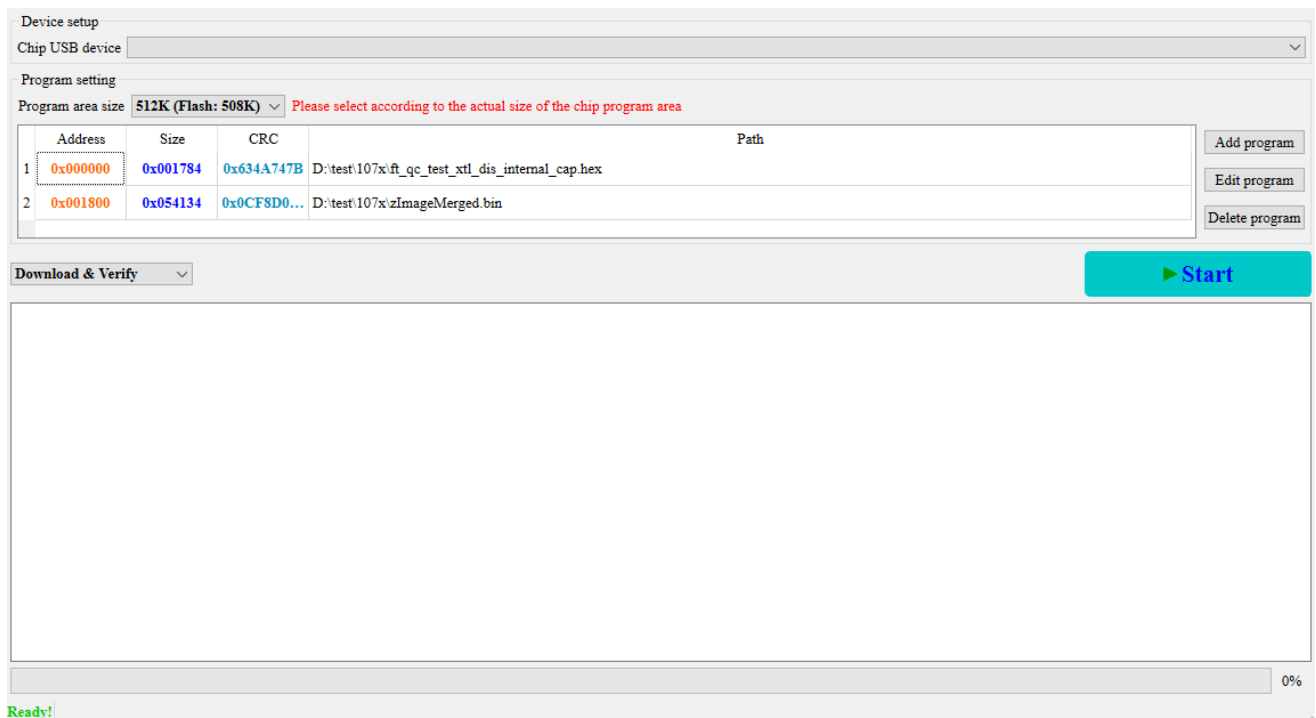 Device setup
Chip USB device
Program setting
Program area size 512K (Flash: 508K) Please select according to the actual size of the chip program area
Address Size CRC Path
1 0x000000 0x001784 0x634A747B D:\test\107x\ft_qc_test_xtl_dis_internal_cap.hex
2 0x001800 0x054134 0x0CF8D0... D:\test\107x\zImageMerged.bin
Add program
Edit program
Delete program
Download & Verify
Start
0%
Ready!